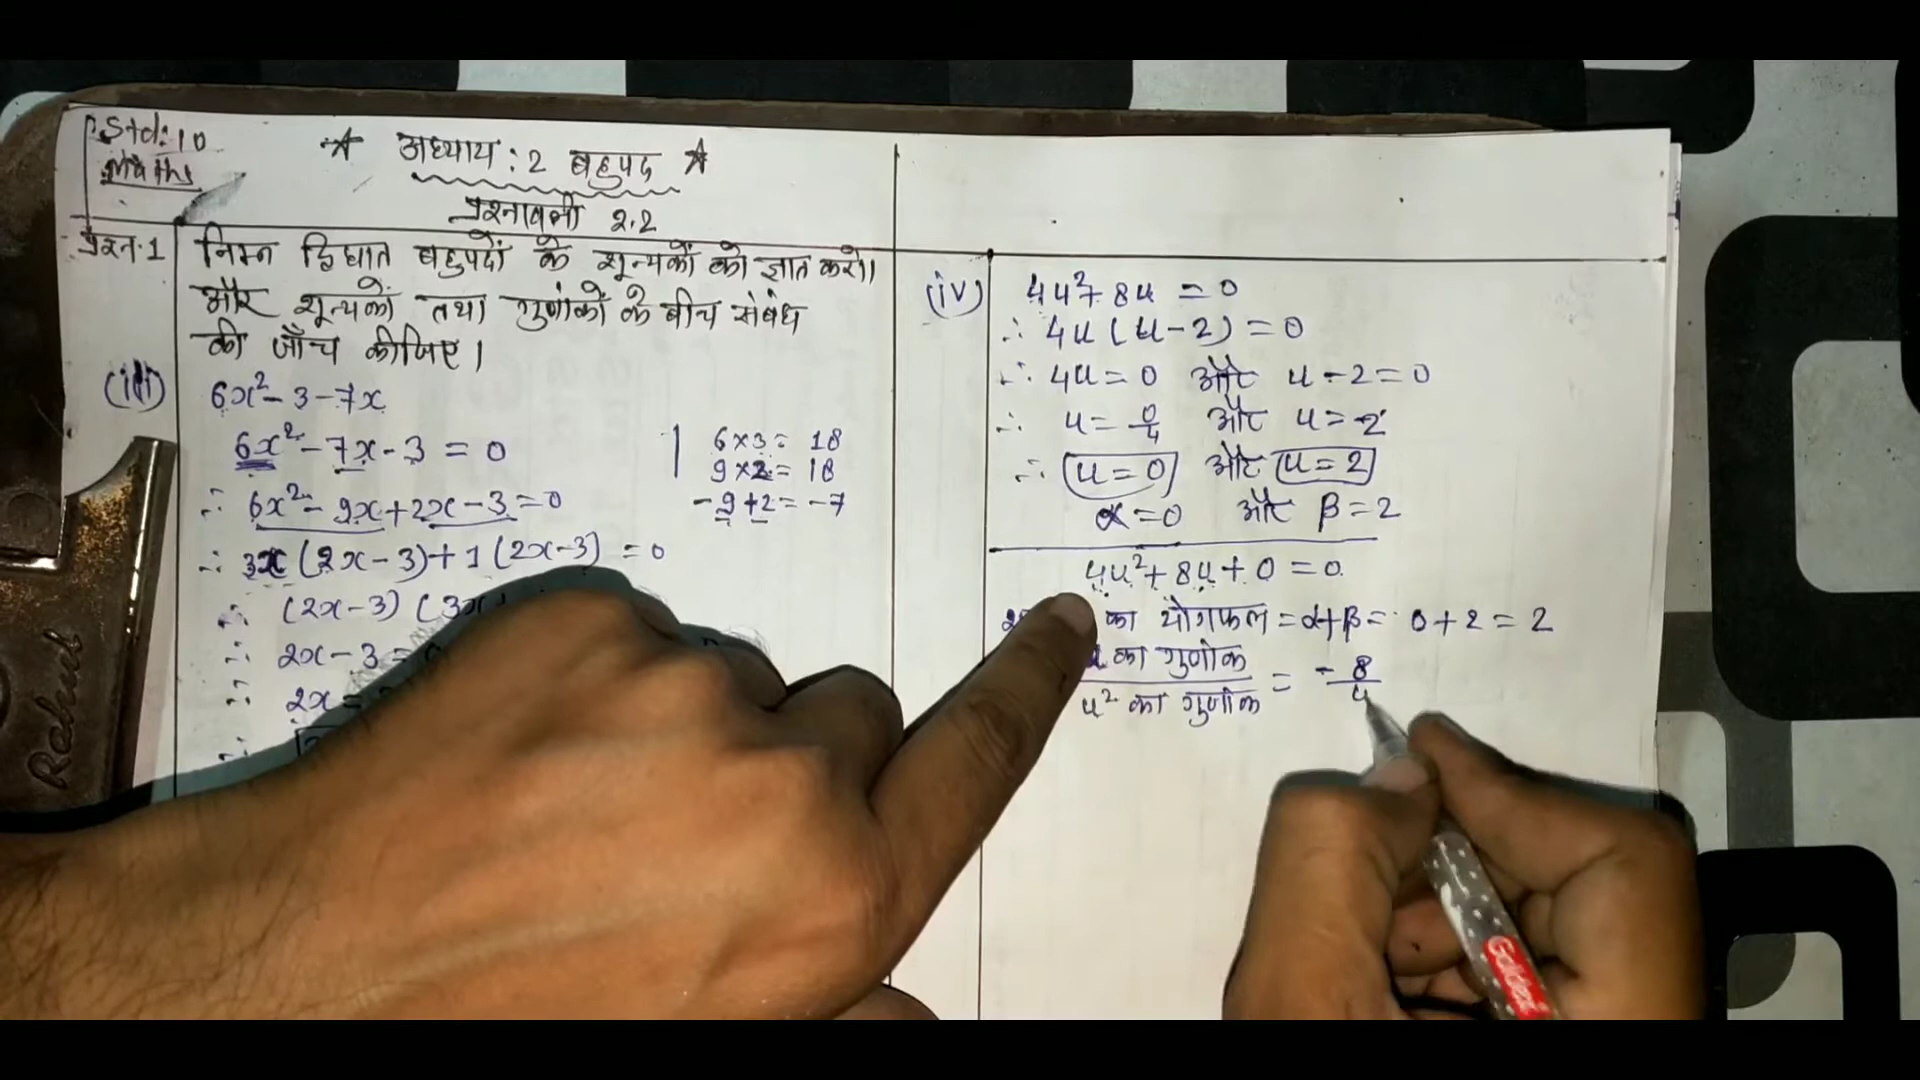 Std: 10
Maths
☆ अध्याय : 2 बहुपद ☆
प्रश्नावली 2.2
प्रश्न.1 निम्न द्विघात बहुपदों के शून्यकों को ज्ञात करो।
और शून्यकों तथा गुणांकों के बीच संबंध
की जाँच कीजिए।
(iii) 6x² - 3 - 7x
6x² - 7x - 3 = 0
∴ 6x² - 9x + 2x - 3 = 0
∴ 3x (2x - 3) + 1 (2x - 3) = 0
∴ (2x - 3) (3x
∴ 2x - 3 =
∴ 2x =
∴
6 × 3 = 18
9 × 2 = 18
- 9 + 2 = - 7
(iv) 4u² + 8u = 0
∴ 4u (u - 2) = 0
∴ 4u = 0 और u - 2 = 0
∴ u = 0/4 और u = 2
∴ u = 0 और u = 2
α = 0 और β = 2
4u² + 8u + 0 = 0
का योगफल = α + β = 0 + 2 = 2
u का गुणांक / u² का गुणांक = - 8/4
Rahul
Golden